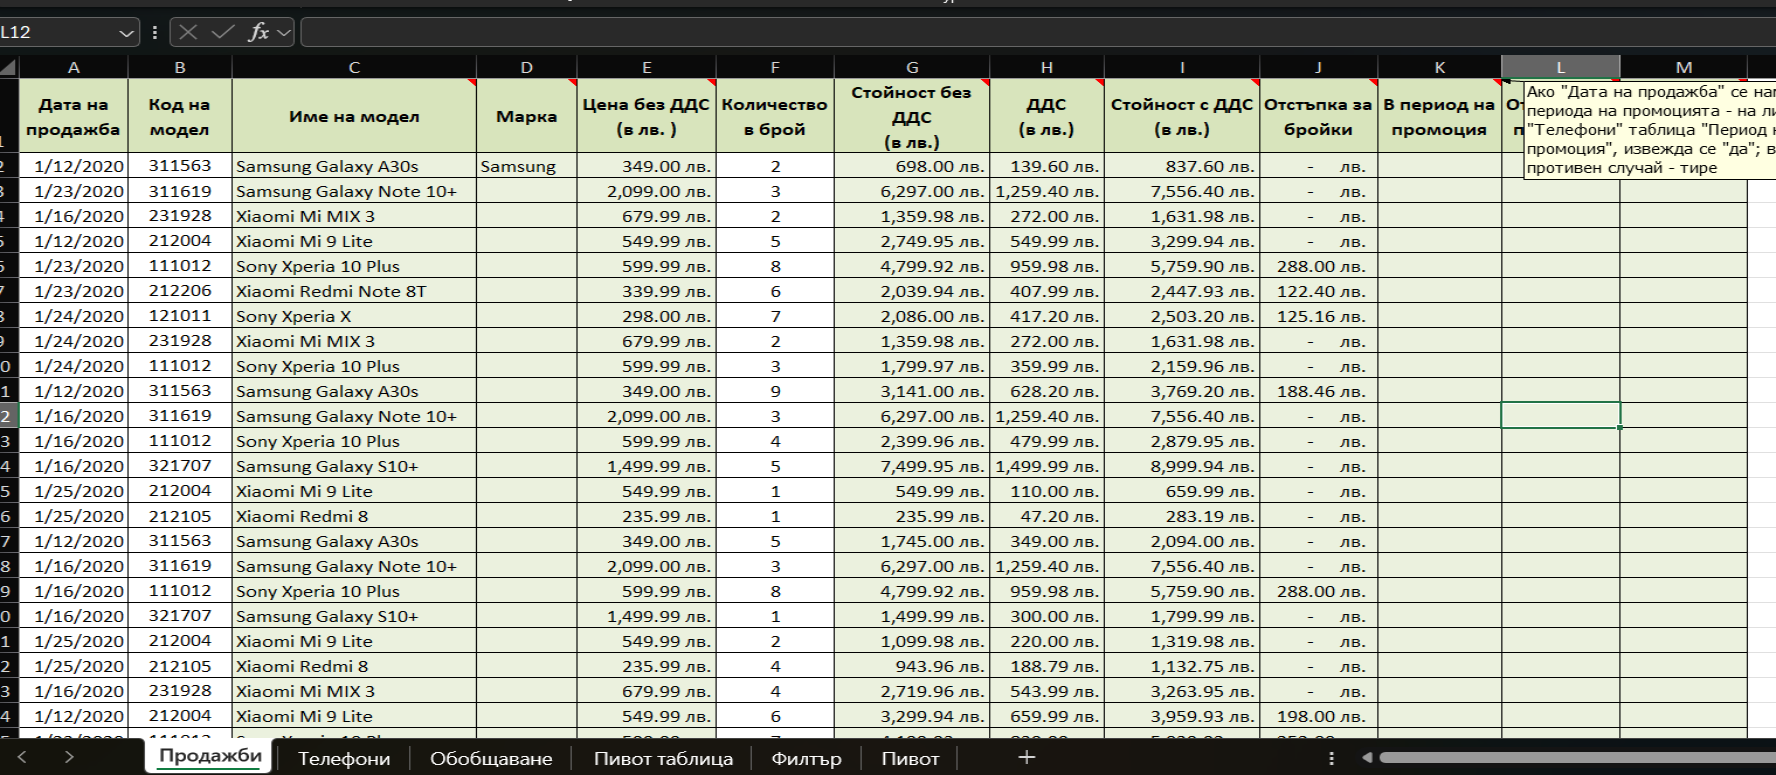 L12
fx
A B C D E F G H I J K L M
Дата на продажба Код на модел Име на модел Марка Цена без ДДС (в лв. ) Количество в брой Стойност без ДДС (в лв.) ДДС (в лв.) Стойност с ДДС (в лв.) Отстъпка за бройки В период на промоция
Ако "Дата на продажба" се
периода на промоцията - на
"Телефони" таблица "Период
промоция", извежда се "да"; в
противен случай - тире
1/12/2020 311563 Samsung Galaxy A30s Samsung 349.00 лв. 2 698.00 лв. 139.60 лв. 837.60 лв. - лв.
1/23/2020 311619 Samsung Galaxy Note 10+ 2,099.00 лв. 3 6,297.00 лв. 1,259.40 лв. 7,556.40 лв. - лв.
1/16/2020 231928 Xiaomi Mi MIX 3 679.99 лв. 2 1,359.98 лв. 272.00 лв. 1,631.98 лв. - лв.
1/12/2020 212004 Xiaomi Mi 9 Lite 549.99 лв. 5 2,749.95 лв. 549.99 лв. 3,299.94 лв. - лв.
1/23/2020 111012 Sony Xperia 10 Plus 599.99 лв. 8 4,799.92 лв. 959.98 лв. 5,759.90 лв. 288.00 лв.
1/23/2020 212206 Xiaomi Redmi Note 8T 339.99 лв. 6 2,039.94 лв. 407.99 лв. 2,447.93 лв. 122.40 лв.
1/24/2020 121011 Sony Xperia X 298.00 лв. 7 2,086.00 лв. 417.20 лв. 2,503.20 лв. 125.16 лв.
1/24/2020 231928 Xiaomi Mi MIX 3 679.99 лв. 2 1,359.98 лв. 272.00 лв. 1,631.98 лв. - лв.
1/24/2020 111012 Sony Xperia 10 Plus 599.99 лв. 3 1,799.97 лв. 359.99 лв. 2,159.96 лв. - лв.
1/12/2020 311563 Samsung Galaxy A30s 349.00 лв. 9 3,141.00 лв. 628.20 лв. 3,769.20 лв. 188.46 лв.
1/16/2020 311619 Samsung Galaxy Note 10+ 2,099.00 лв. 3 6,297.00 лв. 1,259.40 лв. 7,556.40 лв. - лв.
1/16/2020 111012 Sony Xperia 10 Plus 599.99 лв. 4 2,399.96 лв. 479.99 лв. 2,879.95 лв. - лв.
1/16/2020 321707 Samsung Galaxy S10+ 1,499.99 лв. 5 7,499.95 лв. 1,499.99 лв. 8,999.94 лв. - лв.
1/25/2020 212004 Xiaomi Mi 9 Lite 549.99 лв. 1 549.99 лв. 110.00 лв. 659.99 лв. - лв.
1/25/2020 212105 Xiaomi Redmi 8 235.99 лв. 1 235.99 лв. 47.20 лв. 283.19 лв. - лв.
1/12/2020 311563 Samsung Galaxy A30s 349.00 лв. 5 1,745.00 лв. 349.00 лв. 2,094.00 лв. - лв.
1/16/2020 311619 Samsung Galaxy Note 10+ 2,099.00 лв. 3 6,297.00 лв. 1,259.40 лв. 7,556.40 лв. - лв.
1/16/2020 111012 Sony Xperia 10 Plus 599.99 лв. 8 4,799.92 лв. 959.98 лв. 5,759.90 лв. 288.00 лв.
1/16/2020 321707 Samsung Galaxy S10+ 1,499.99 лв. 1 1,499.99 лв. 300.00 лв. 1,799.99 лв. - лв.
1/25/2020 212004 Xiaomi Mi 9 Lite 549.99 лв. 2 1,099.98 лв. 220.00 лв. 1,319.98 лв. - лв.
1/25/2020 212105 Xiaomi Redmi 8 235.99 лв. 4 943.96 лв. 188.79 лв. 1,132.75 лв. - лв.
1/16/2020 231928 Xiaomi Mi MIX 3 679.99 лв. 4 2,719.96 лв. 543.99 лв. 3,263.95 лв. - лв.
1/12/2020 212004 Xiaomi Mi 9 Lite 549.99 лв. 6 3,299.94 лв. 659.99 лв. 3,959.93 лв. 198.00 лв.
Продажби Телефони Обобщаване Пивот таблица Филтър Пивот